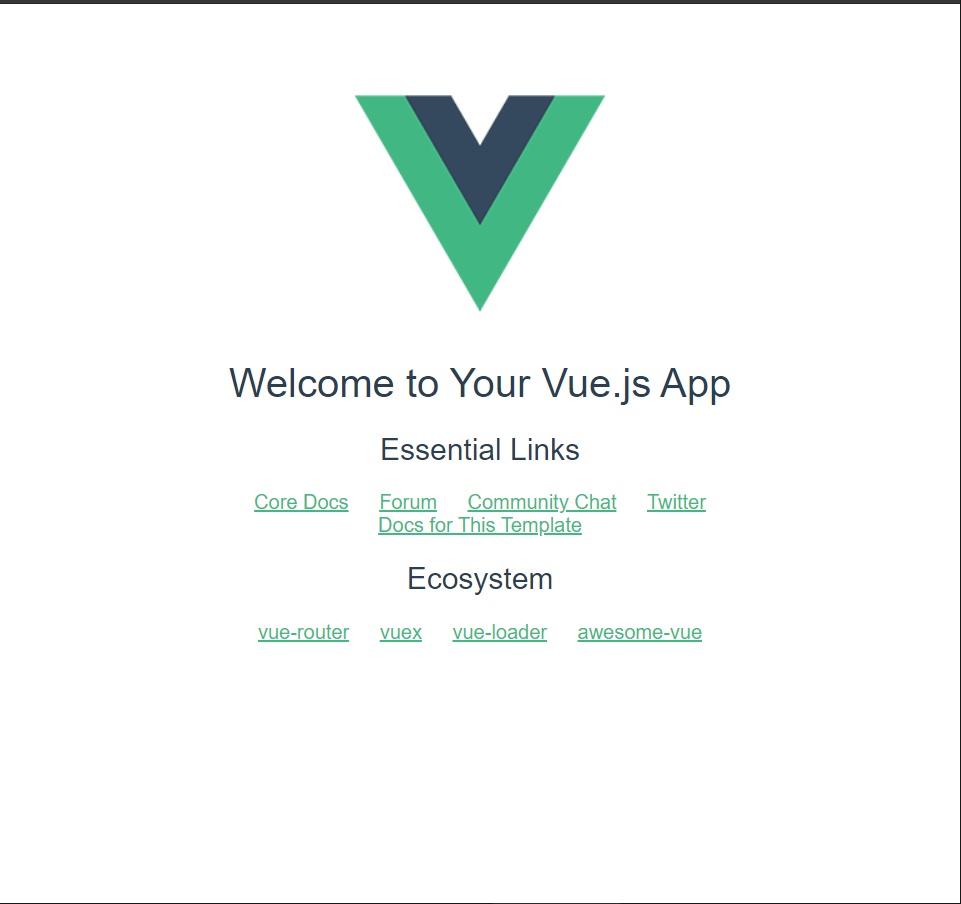 Welcome to Your Vue.js App
Essential Links
Core Docs Forum Community Chat Twitter
Docs for This Template
Ecosystem
vue-router vuex vue-loader awesome-vue